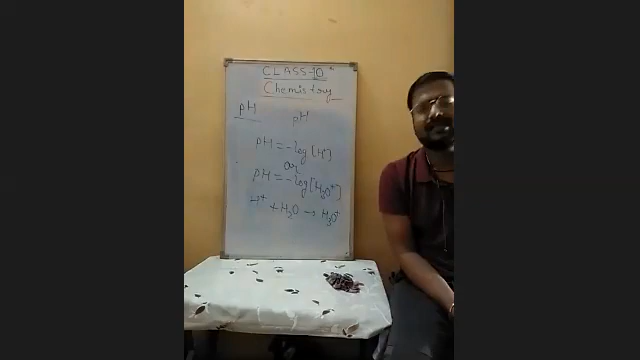 CLASS-10th
Chemistry
pH
pH
pH = -log[H+]
or
pH = -log[H3O+]
H+ + H2O → H3O+